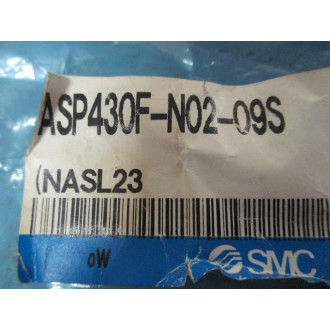 ASP430F-N02-09S
(NASL23
oW
SMC